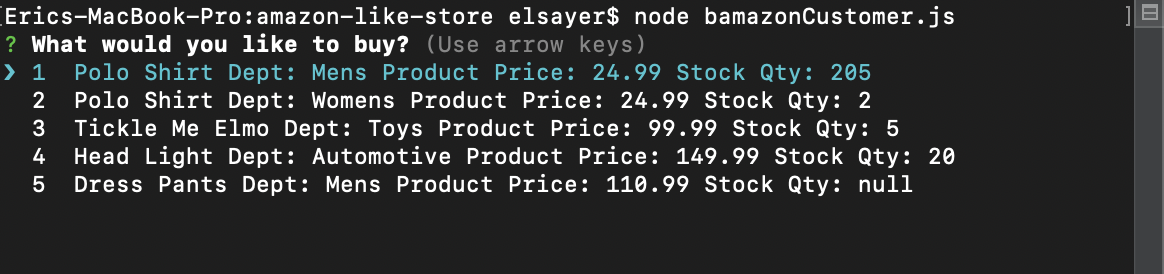 [Erics-MacBook-Pro:amazon-like-store elsayer$ node bamazonCustomer.js ]
? What would you like to buy? (Use arrow keys)
❯ 1  Polo Shirt Dept: Mens Product Price: 24.99 Stock Qty: 205
  2  Polo Shirt Dept: Womens Product Price: 24.99 Stock Qty: 2
  3  Tickle Me Elmo Dept: Toys Product Price: 99.99 Stock Qty: 5
  4  Head Light Dept: Automotive Product Price: 149.99 Stock Qty: 20
  5  Dress Pants Dept: Mens Product Price: 110.99 Stock Qty: null